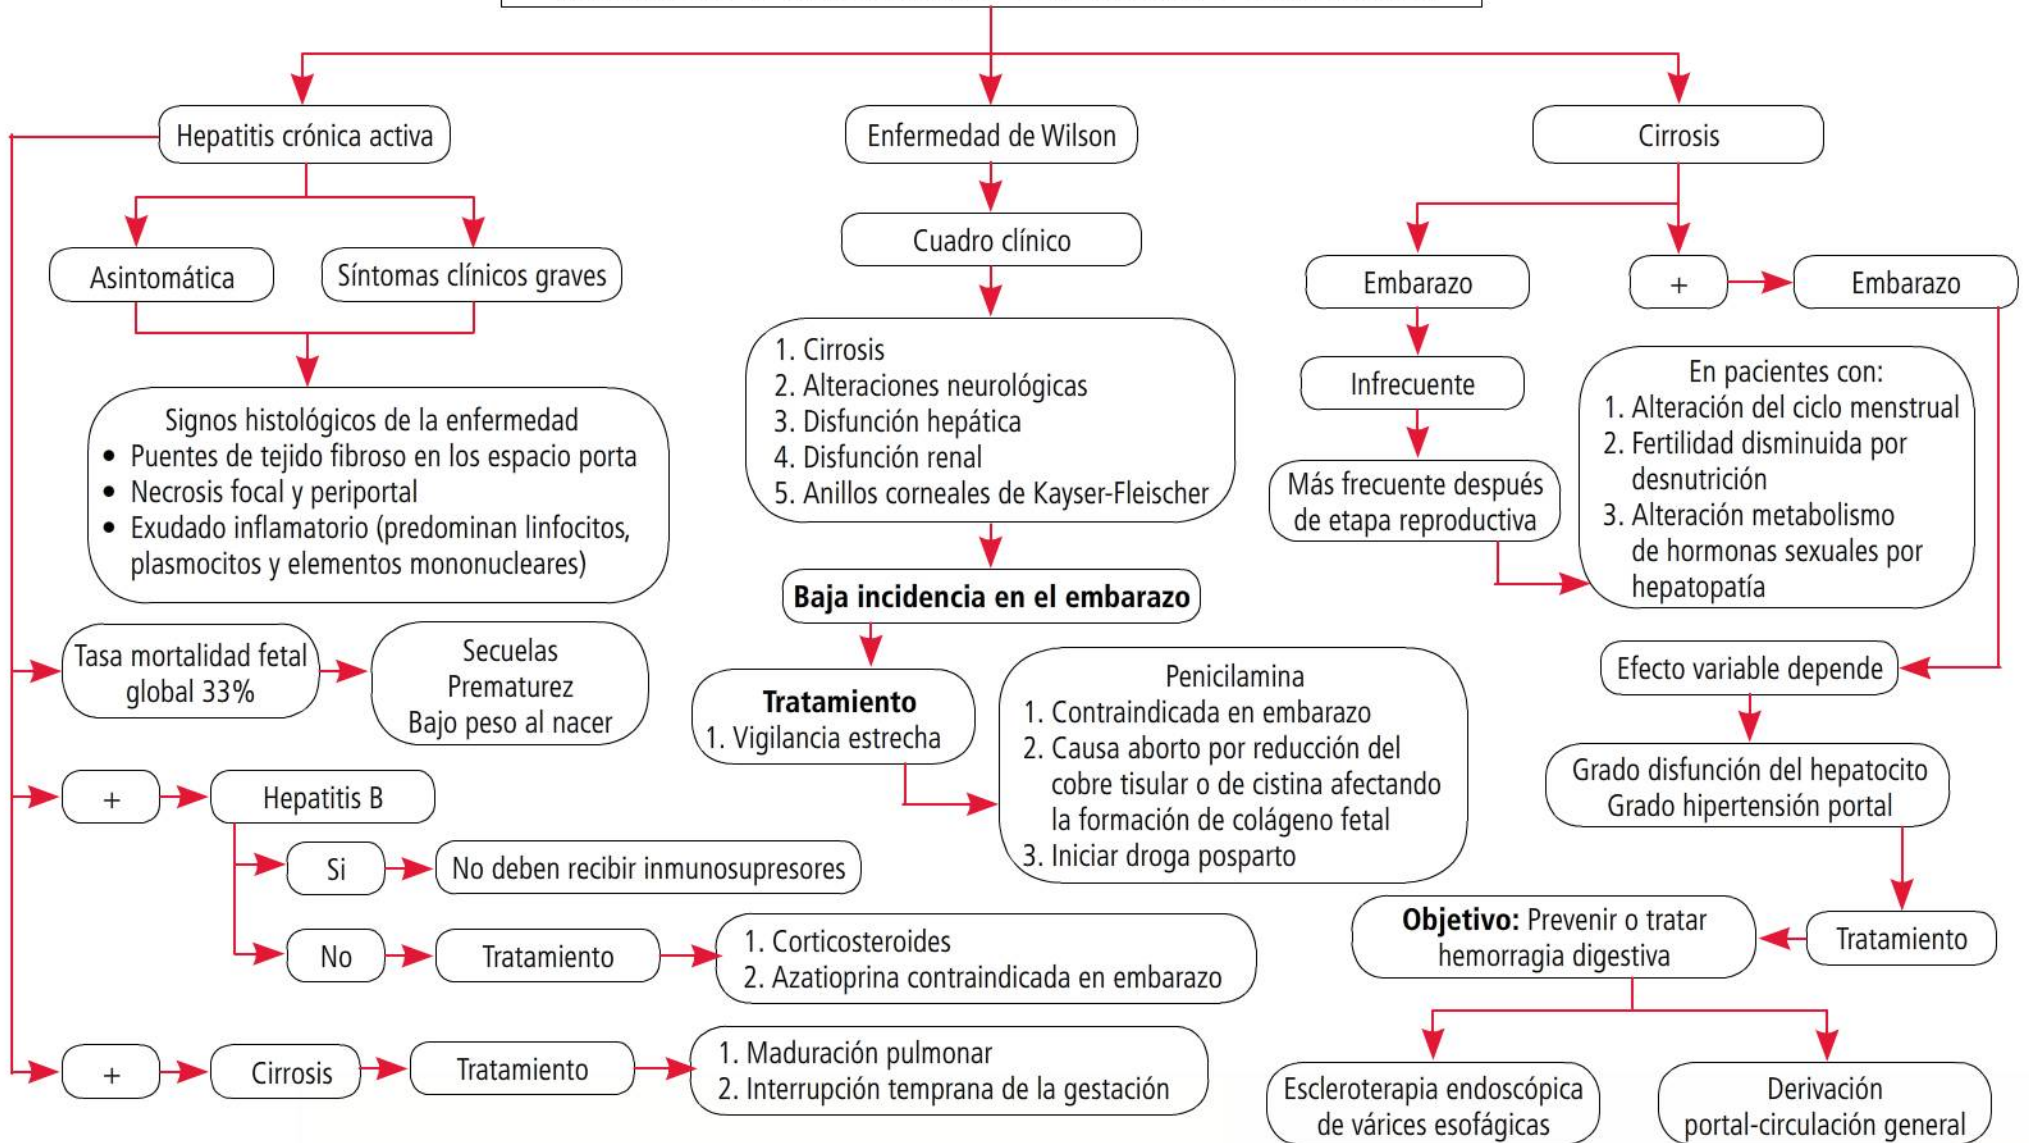 Hepatitis crónica activa
Asintomática
Síntomas clínicos graves
Signos histológicos de la enfermedad
• Puentes de tejido fibroso en los espacio porta
• Necrosis focal y periportal
• Exudado inflamatorio (predominan linfocitos,
plasmocitos y elementos mononucleares)
Tasa mortalidad fetal
global 33%
Secuelas
Prematurez
Bajo peso al nacer
+
Hepatitis B
Si
No deben recibir inmunosupresores
No
Tratamiento
1. Corticosteroides
2. Azatioprina contraindicada en embarazo
+
Cirrosis
Tratamiento
1. Maduración pulmonar
2. Interrupción temprana de la gestación
Enfermedad de Wilson
Cuadro clínico
1. Cirrosis
2. Alteraciones neurológicas
3. Disfunción hepática
4. Disfunción renal
5. Anillos corneales de Kayser-Fleischer
Baja incidencia en el embarazo
Tratamiento
1. Vigilancia estrecha
Penicilamina
1. Contraindicada en embarazo
2. Causa aborto por reducción del
cobre tisular o de cistina afectando
la formación de colágeno fetal
3. Iniciar droga posparto
Cirrosis
Embarazo
Infrecuente
Más frecuente después
de etapa reproductiva
+
Embarazo
En pacientes con:
1. Alteración del ciclo menstrual
2. Fertilidad disminuida por
desnutrición
3. Alteración metabolismo
de hormonas sexuales por
hepatopatía
Efecto variable depende
Grado disfunción del hepatocito
Grado hipertensión portal
Tratamiento
Objetivo: Prevenir o tratar
hemorragia digestiva
Escleroterapia endoscópica
de várices esofágicas
Derivación
portal-circulación general